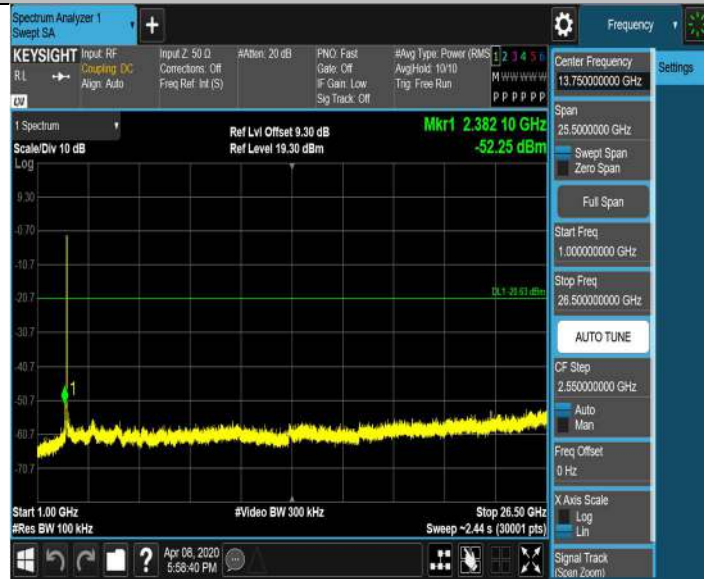 Spectrum Analyzer 1
Swept SA
+
Frequency
KEYSIGHT
Input: RF
Coupling: DC
Align: Auto
Input Z: 50 Ω
Corrections: Off
Freq Ref: Int (S)
#Atten: 20 dB
PNO: Fast
Gate: Off
IF Gain: Low
Sig Track: Off
#Avg Type: Power (RMS
Avg|Hold: 10/10
Trig: Free Run
1 2 3 4 5 6
M W W W W W
P P P P P P
RL
1 Spectrum
Scale/Div 10 dB
Log
Ref Lvl Offset 9.30 dB
Ref Level 19.30 dBm
Mkr1 2.382 10 GHz
-52.25 dBm
9.30
-0.70
-10.7
-20.7
-30.7
-40.7
-50.7
-60.7
-70.7
DL1 -20.63 dBm
1
Start 1.00 GHz
#Res BW 100 kHz
#Video BW 300 kHz
Stop 26.50 GHz
Sweep ~2.44 s (30001 pts)
?
Apr 08, 2020
5:58:40 PM
Center Frequency
13.750000000 GHz
Settings
Span
25.5000000 GHz
Swept Span
Zero Span
Full Span
Start Freq
1.000000000 GHz
Stop Freq
26.500000000 GHz
AUTO TUNE
CF Step
2.550000000 GHz
Auto
Man
Freq Offset
0 Hz
X Axis Scale
Log
Lin
Signal Track
(Span Zoom)